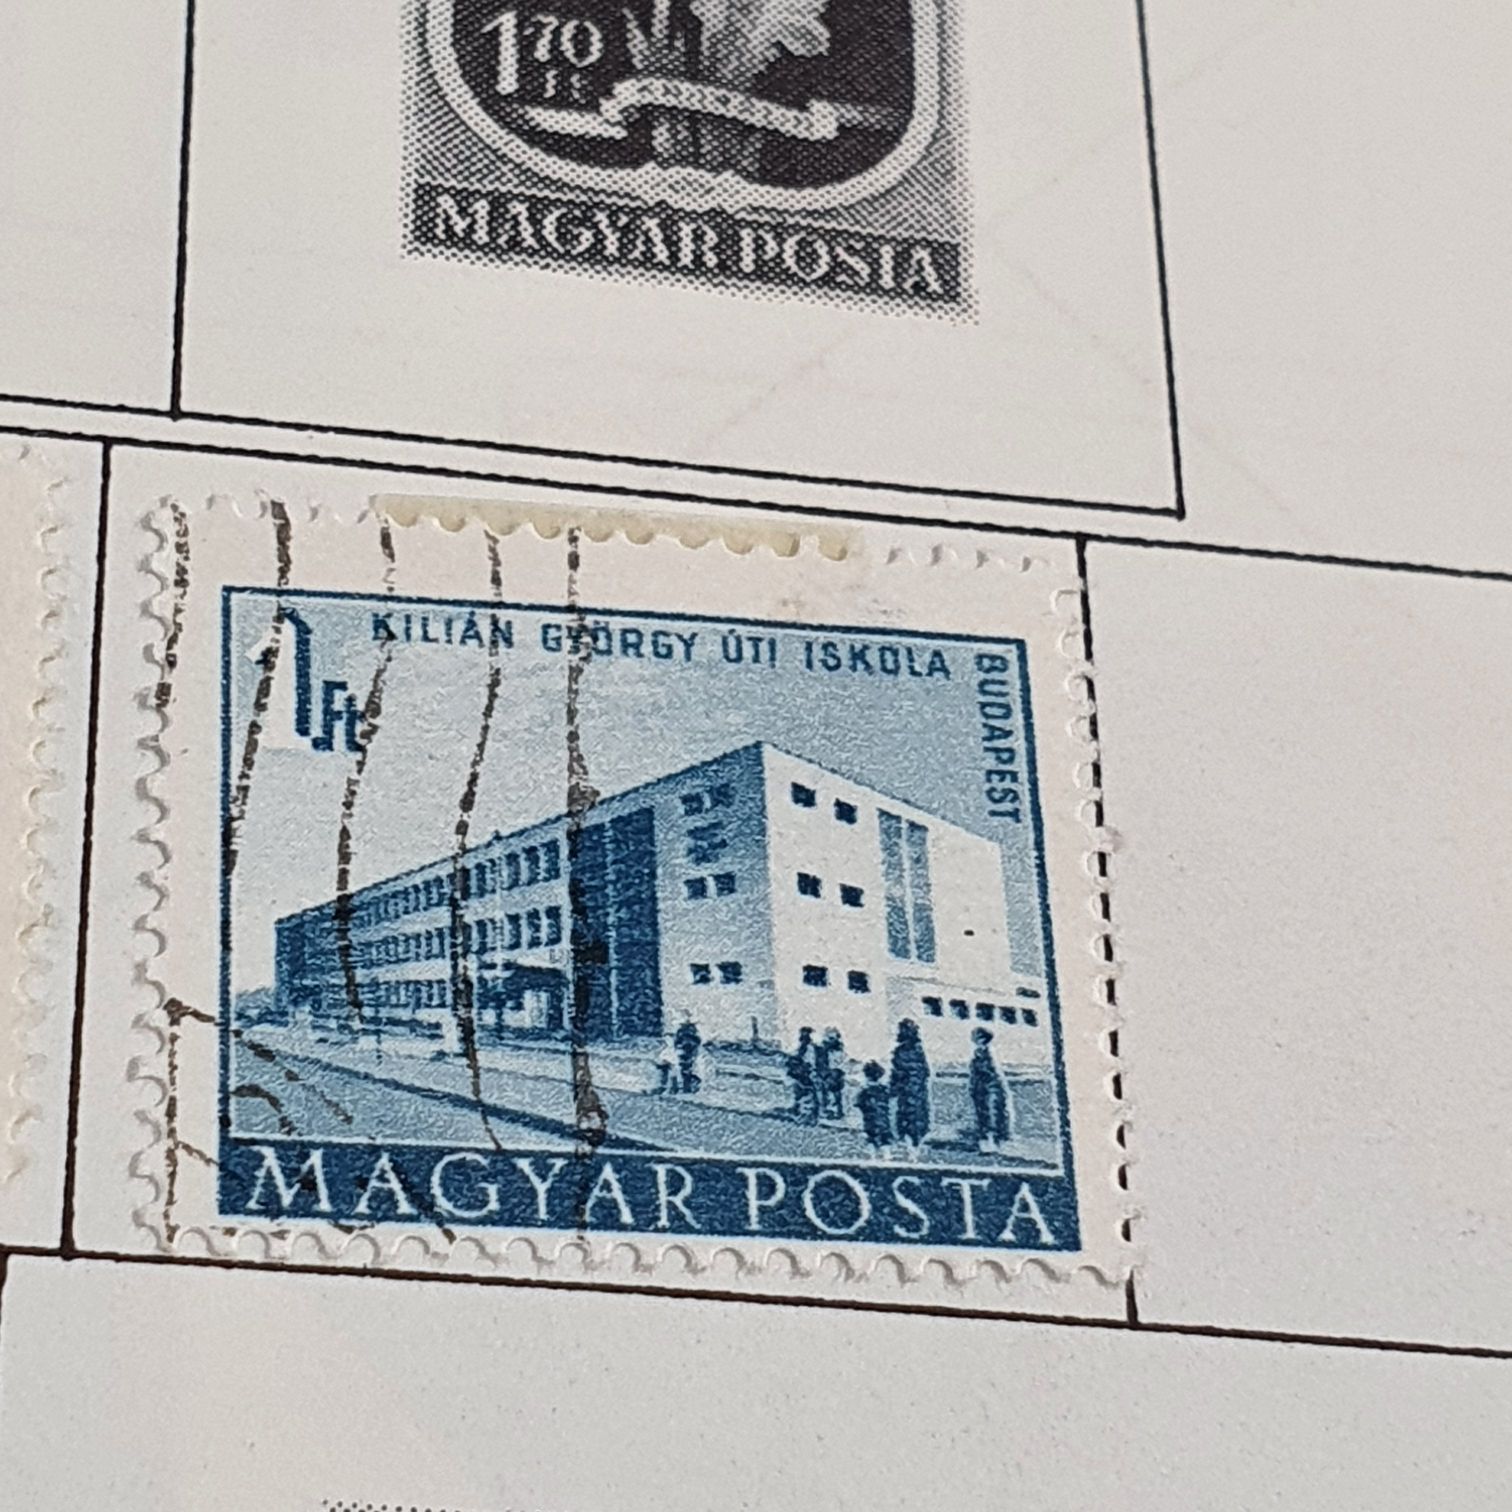 1.70
Ft
MAGYAR POSTA
1 Ft
KILIÁN GYÖRGY ÚTI ISKOLA
BUDAPEST
MAGYAR POSTA